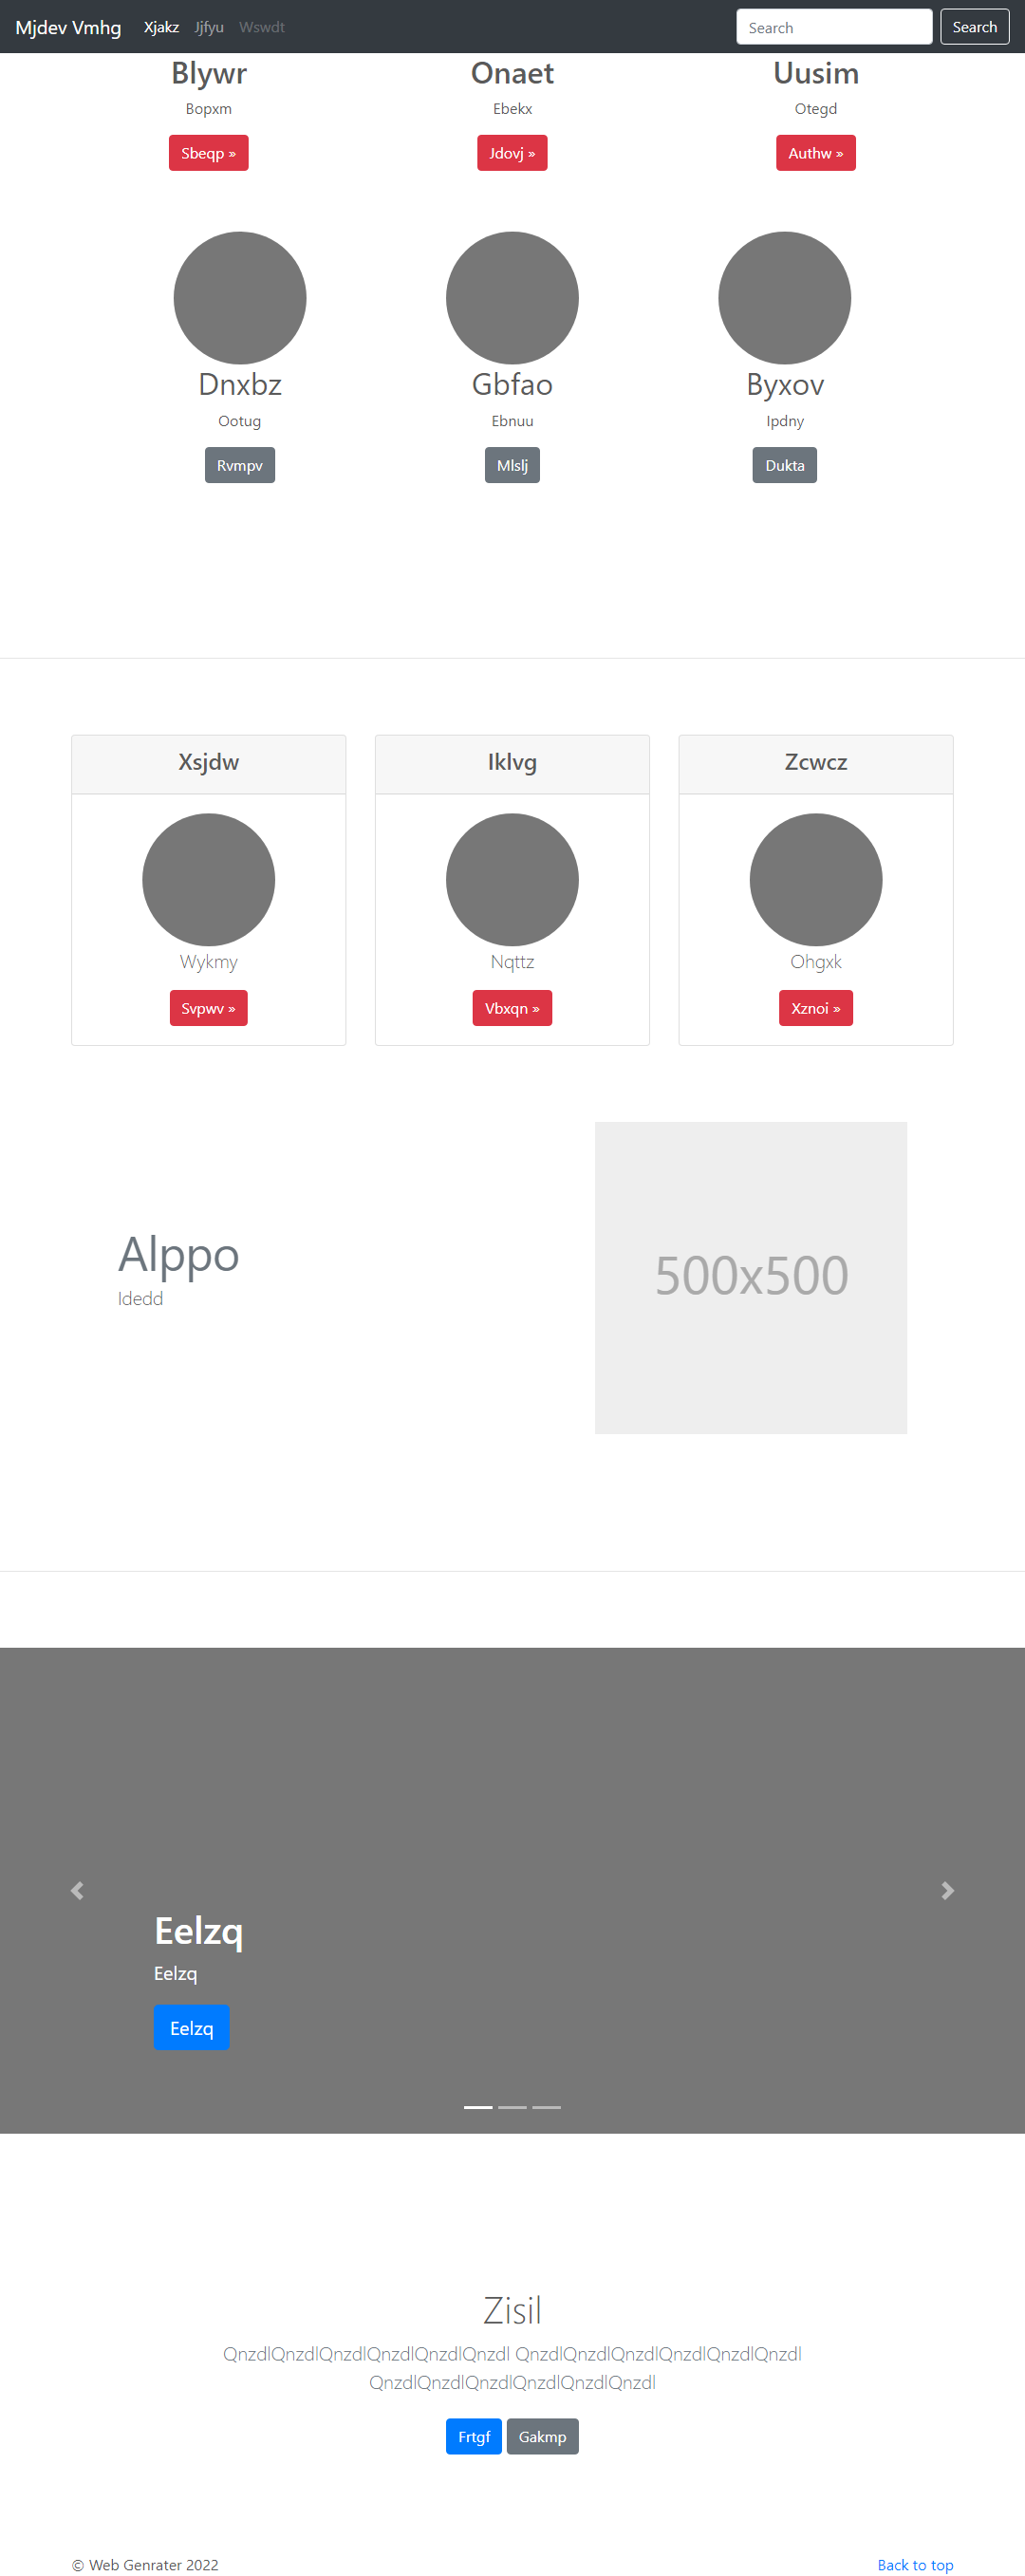 Mjdev Vmhg Xjakz Jjfyu Wswdt Search Search
Blywr Onaet Uusim
Bopxm Ebekx Otegd
Sbeqp » Jdovj » Authw »
Dnxbz Gbfao Byxov
Ootug Ebnuu Ipdny
Rvmpv Mlslj Dukta
Xsjdw Iklvg Zcwcz
Wykmy Nqttz Ohgxk
Svpwv » Vbxqn » Xznoi »
Alppo
Idedd
500x500
Eelzq
Eelzq
Eelzq
Zisil
QnzdlQnzdlQnzdlQnzdlQnzdlQnzdl QnzdlQnzdlQnzdlQnzdlQnzdlQnzdl
QnzdlQnzdlQnzdlQnzdlQnzdlQnzdl
Frtgf Gakmp
© Web Genrater 2022 Back to top